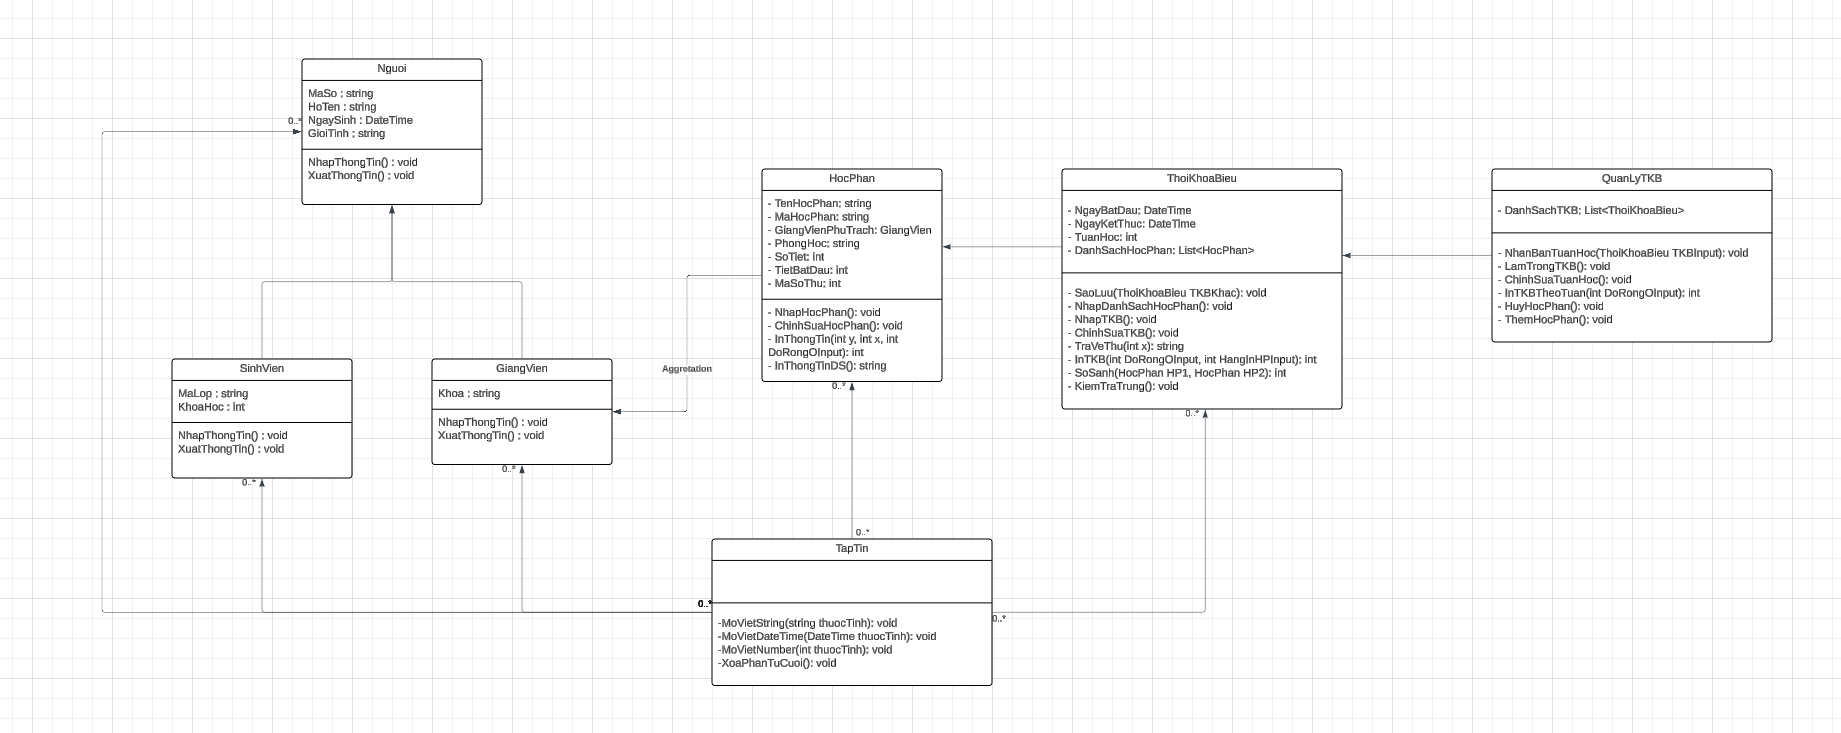 Nguoi
MaSo : string
HoTen : string
NgaySinh : DateTime
GioiTinh : string
NhapThongTin() : void
XuatThongTin() : void
0..*
SinhVien
MaLop : string
KhoaHoc : int
NhapThongTin() : void
XuatThongTin() : void
0..*
GiangVien
Khoa : string
NhapThongTin() : void
XuatThongTin() : void
0..*
Aggretation
HocPhan
- TenHocPhan: string
- MaHocPhan: string
- GiangVienPhuTrach: GiangVien
- PhongHoc: string
- SoTiet: int
- TietBatDau: int
- MaSoThu: int
- NhapHocPhan(): void
- ChinhSuaHocPhan(): void
- InThongTin(int y, int x, int
DoRongOInput): int
- InThongTinDS(): string
0..*
ThoiKhoaBieu
- NgayBatDau: DateTime
- NgayKetThuc: DateTime
- TuanHoc: int
- DanhSachHocPhan: List<HocPhan>
- SaoLuu(ThoiKhoaBieu TKBKhac): void
- NhapDanhSachHocPhan(): void
- NhapTKB(): void
- ChinhSuaTKB(): void
- TraVeThu(int x): string
- InTKB(int DoRongOInput, int HangInHPInput): int
- SoSanh(HocPhan HP1, HocPhan HP2): int
- KiemTraTrung(): void
0..*
QuanLyTKB
- DanhSachTKB: List<ThoiKhoaBieu>
- NhanBanTuanHoc(ThoiKhoaBieu TKBInput): void
- LamTrongTKB(): void
- ChinhSuaTuanHoc(): void
- InTKBTheoTuan(int DoRongOInput): int
- HuyHocPhan(): void
- ThemHocPhan(): void
0..*
TapTin
0..*
-MoVietString(string thuocTinh): void
-MoVietDateTime(DateTime thuocTinh): void
-MoVietNumber(int thuocTinh): void
-XoaPhanTuCuoi(): void
0..*